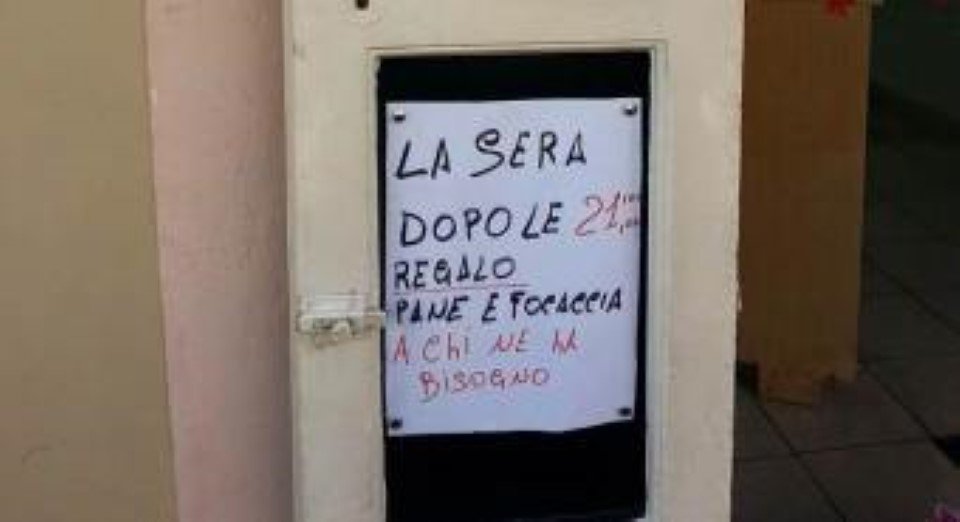 LA SERA
DOPO LE 21,00
REGALO
PANE E FOCACCIA
A Chi NE HA
BISOGNO